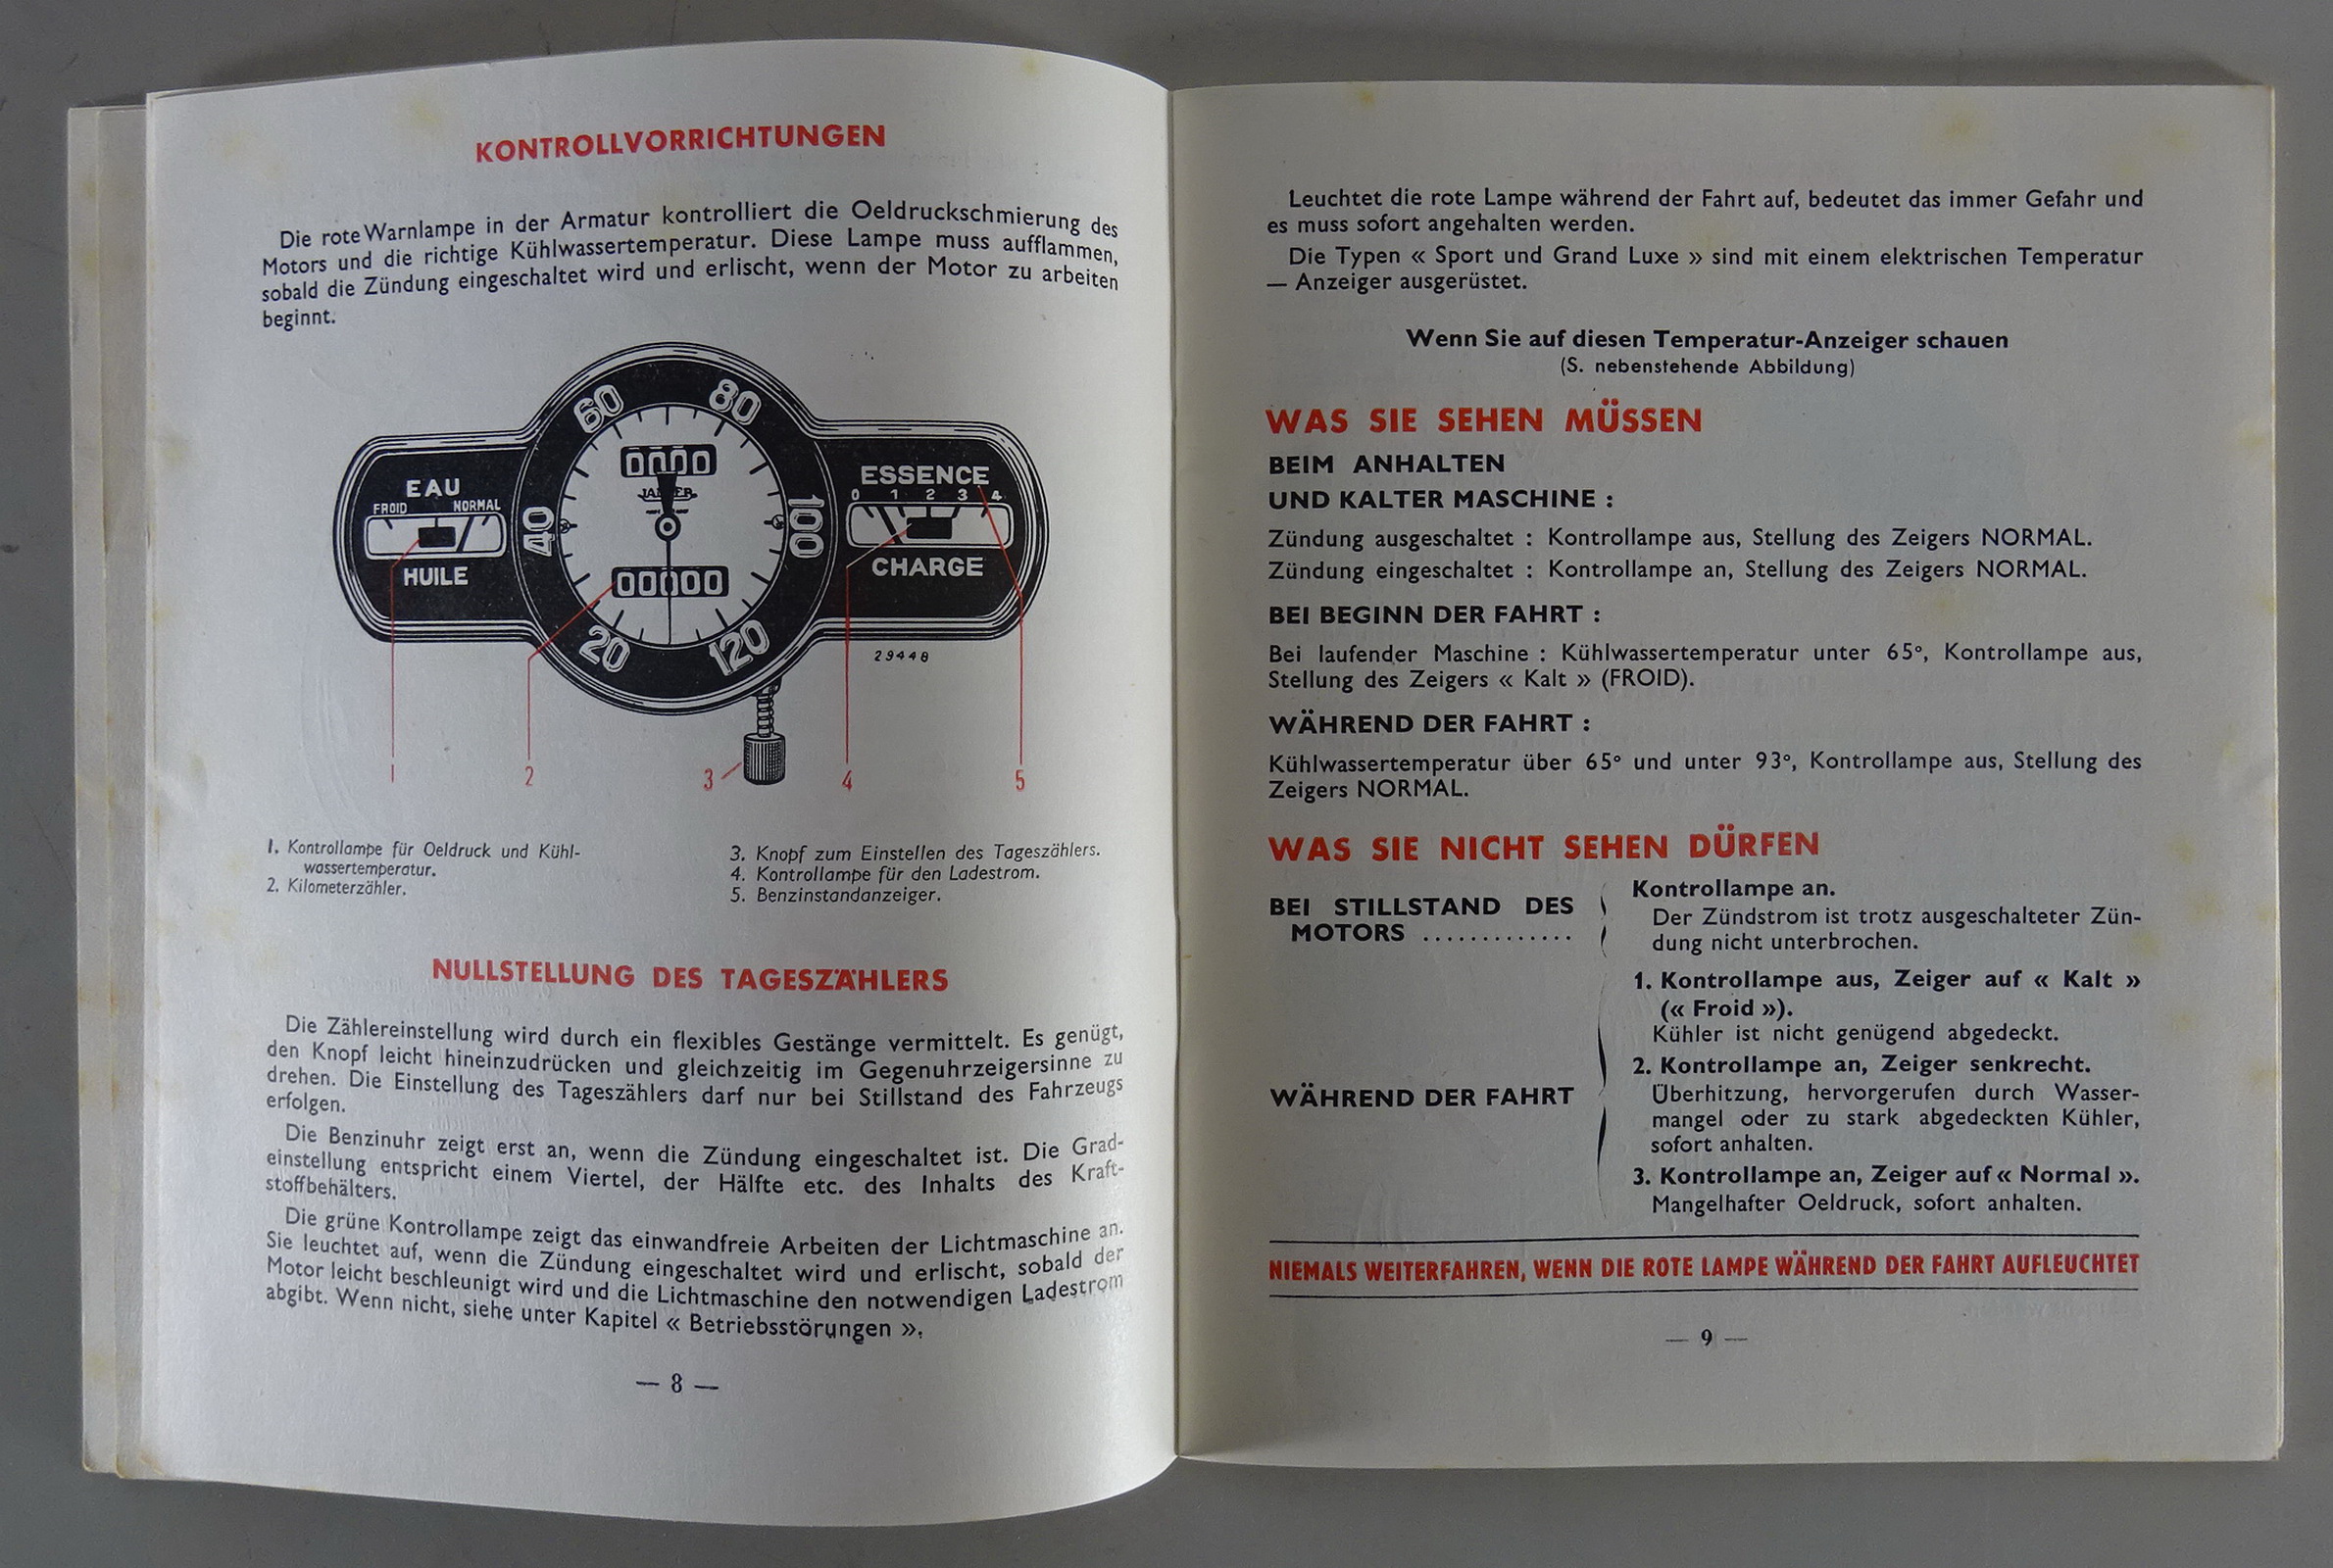 KONTROLLVORRICHTUNGEN
Die rote Warnlampe in der Armatur kontrolliert die Oeldruckschmierung des
Motors und die richtige Kühlwassertemperatur. Diese Lampe muss aufflammen,
sobald die Zündung eingeschaltet wird und erlischt, wenn der Motor zu arbeiten
beginnt.
60 80
0000
JAEGER
EAU
FROID NORMAL
HUILE
40
100
ESSENCE
0 1 2 3 4
CHARGE
00000
20 120
29448
1 2 3 4 5
1. Kontrollampe für Oeldruck und Kühl-
wassertemperatur.
2. Kilometerzähler.
3. Knopf zum Einstellen des Tageszählers.
4. Kontrollampe für den Ladestrom.
5. Benzinstandanzeiger.
NULLSTELLUNG DES TAGESZÄHLERS
Die Zählereinstellung wird durch ein flexibles Gestänge vermittelt. Es genügt,
den Knopf leicht hineinzudrücken und gleichzeitig im Gegenuhrzeigersinne zu
drehen. Die Einstellung des Tageszählers darf nur bei Stillstand des Fahrzeugs
erfolgen.
Die Benzinuhr zeigt erst an, wenn die Zündung eingeschaltet ist. Die Grad-
einstellung entspricht einem Viertel, der Hälfte etc. des Inhalts des Kraft-
stoffbehälters.
Die grüne Kontrollampe zeigt das einwandfreie Arbeiten der Lichtmaschine an.
Sie leuchtet auf, wenn die Zündung eingeschaltet wird und erlischt, sobald der
Motor leicht beschleunigt wird und die Lichtmaschine den notwendigen Ladestrom
abgibt. Wenn nicht, siehe unter Kapitel « Betriebsstörungen ».
— 8 —
Leuchtet die rote Lampe während der Fahrt auf, bedeutet das immer Gefahr und
es muss sofort angehalten werden.
Die Typen « Sport und Grand Luxe » sind mit einem elektrischen Temperatur
— Anzeiger ausgerüstet.
Wenn Sie auf diesen Temperatur-Anzeiger schauen
(S. nebenstehende Abbildung)
WAS SIE SEHEN MÜSSEN
BEIM ANHALTEN
UND KALTER MASCHINE :
Zündung ausgeschaltet : Kontrollampe aus, Stellung des Zeigers NORMAL.
Zündung eingeschaltet : Kontrollampe an, Stellung des Zeigers NORMAL.
BEI BEGINN DER FAHRT :
Bei laufender Maschine : Kühlwassertemperatur unter 65°, Kontrollampe aus,
Stellung des Zeigers « Kalt » (FROID).
WÄHREND DER FAHRT :
Kühlwassertemperatur über 65° und unter 93°, Kontrollampe aus, Stellung des
Zeigers NORMAL.
WAS SIE NICHT SEHEN DÜRFEN
BEI STILLSTAND DES
MOTORS .............
Kontrollampe an.
Der Zündstrom ist trotz ausgeschalteter Zün-
dung nicht unterbrochen.
WÄHREND DER FAHRT
1. Kontrollampe aus, Zeiger auf « Kalt »
(« Froid »).
Kühler ist nicht genügend abgedeckt.
2. Kontrollampe an, Zeiger senkrecht.
Überhitzung, hervorgerufen durch Wasser-
mangel oder zu stark abgedeckten Kühler,
sofort anhalten.
3. Kontrollampe an, Zeiger auf « Normal ».
Mangelhafter Oeldruck, sofort anhalten.
NIEMALS WEITERFAHREN, WENN DIE ROTE LAMPE WÄHREND DER FAHRT AUFLEUCHTET
— 9 —